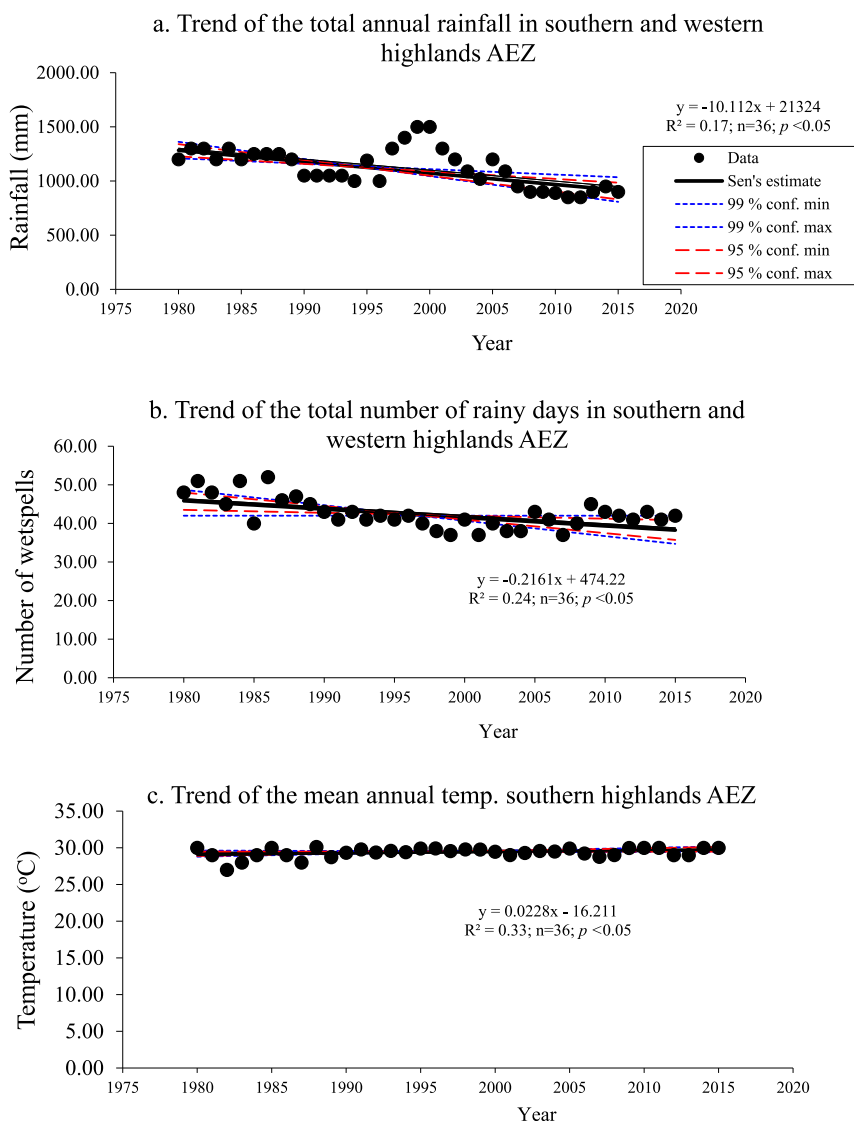 a. Trend of the total annual rainfall in southern and western
highlands AEZ
2000.00
1500.00
1000.00
500.00
0.00
Rainfall (mm)
1975 1980 1985 1990 1995 2000 2005 2010 2015 2020
Year
y = -10.112x + 21324
R² = 0.17; n=36; p <0.05
Data
Sen's estimate
99 % conf. min
99 % conf. max
95 % conf. min
95 % conf. max
b. Trend of the total number of rainy days in southern and
western highlands AEZ
60.00
50.00
40.00
30.00
20.00
10.00
0.00
Number of wetspells
1975 1980 1985 1990 1995 2000 2005 2010 2015 2020
Year
y = -0.2161x + 474.22
R² = 0.24; n=36; p <0.05
c. Trend of the mean annual temp. southern highlands AEZ
35.00
30.00
25.00
20.00
15.00
10.00
5.00
0.00
Temperature (°C)
1975 1980 1985 1990 1995 2000 2005 2010 2015 2020
Year
y = 0.0228x - 16.211
R² = 0.33; n=36; p <0.05